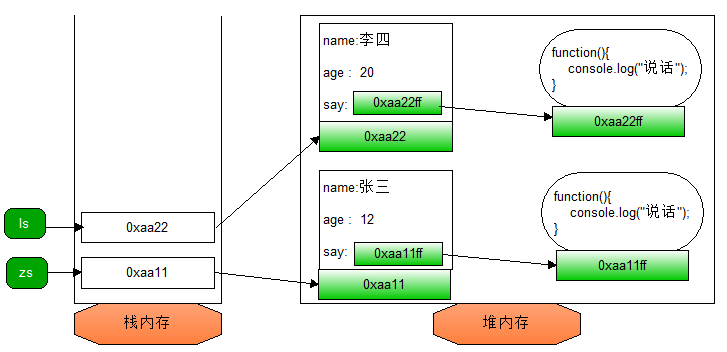 ls
zs
0xaa22
0xaa11
栈内存
name:李四
age : 20
say: 0xaa22ff
0xaa22
function(){
console.log("说话");
}
0xaa22ff
name:张三
age : 12
say: 0xaa11ff
0xaa11
function(){
console.log("说话");
}
0xaa11ff
堆内存